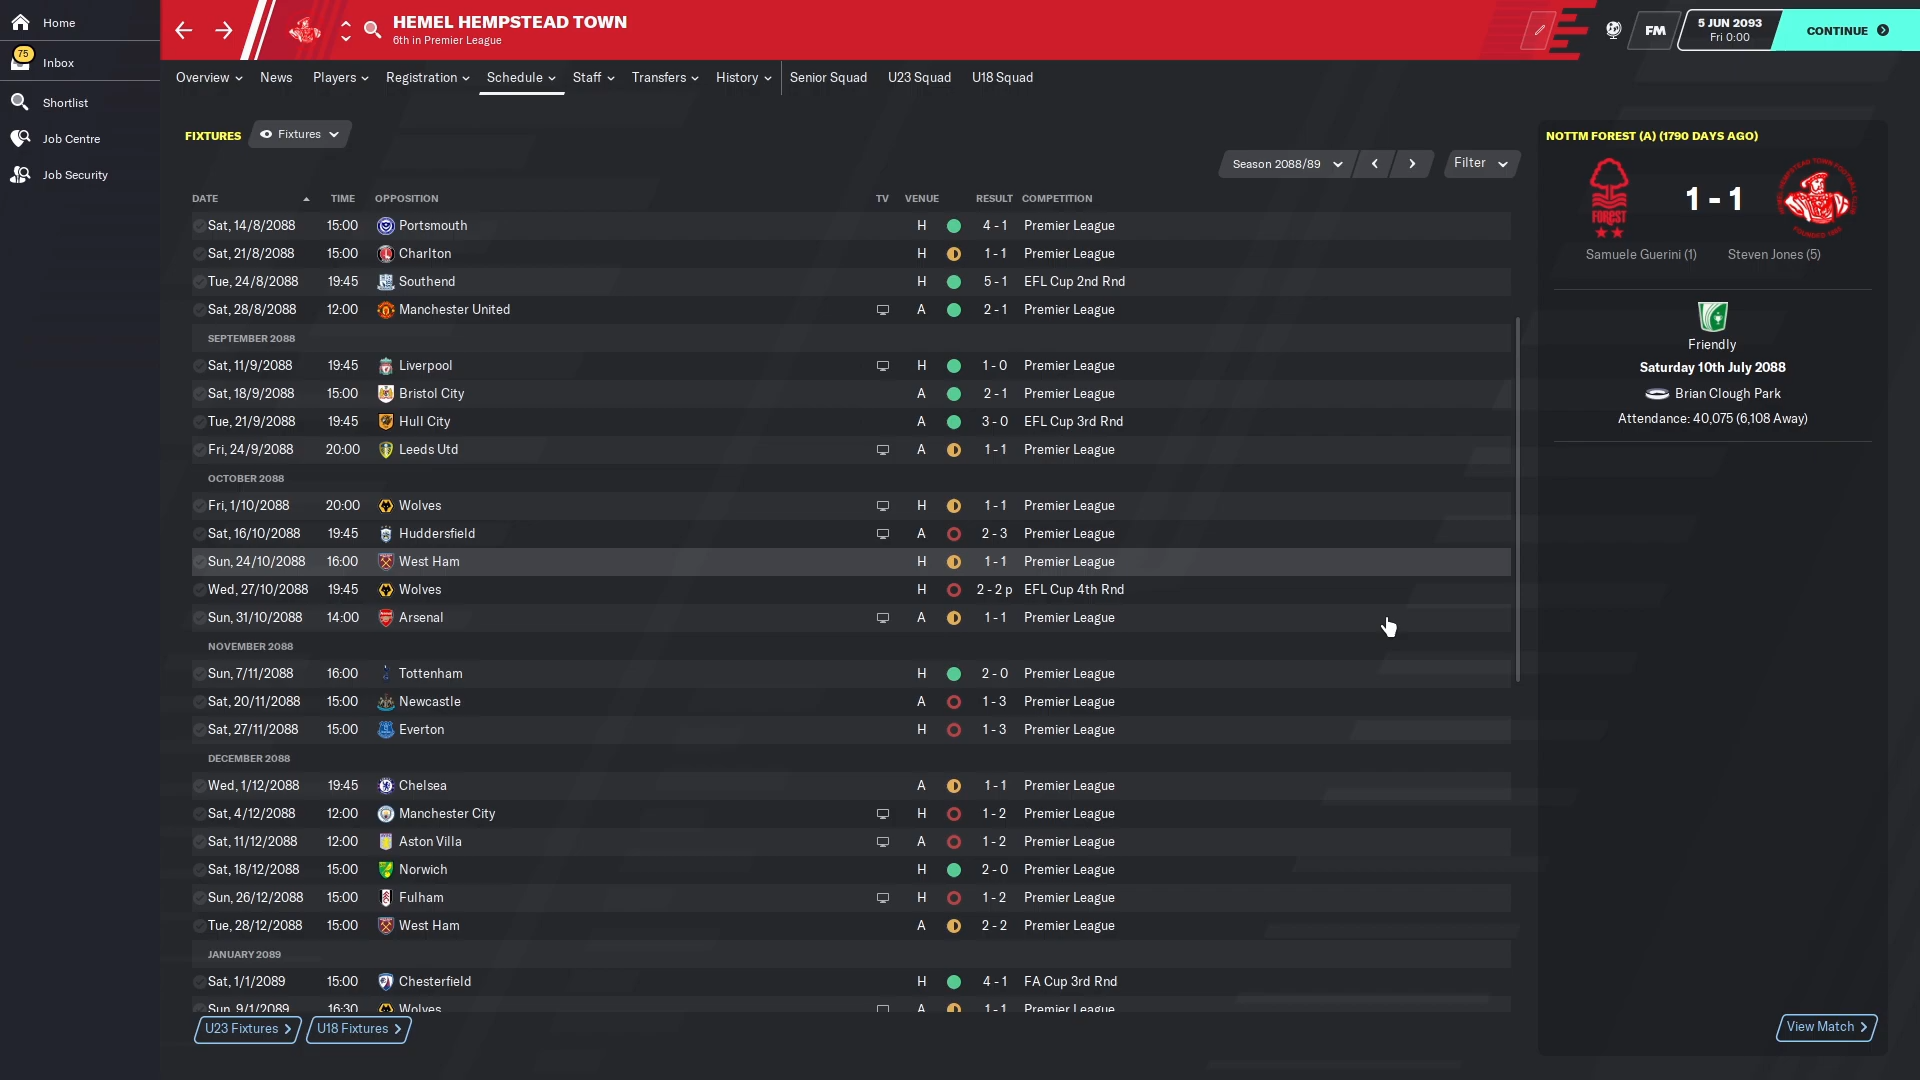 Home
75
Inbox
Shortlist
Job Centre
Job Security
HEMEL HEMPSTEAD TOWN
6th in Premier League
FM
5 JUN 2093
Fri 0:00
CONTINUE
Overview News Players Registration Schedule Staff Transfers History Senior Squad U23 Squad U18 Squad
FIXTURES Fixtures
Season 2088/89 Filter
DATE TIME OPPOSITION TV VENUE RESULT COMPETITION
Sat, 14/8/2088 15:00 Portsmouth H 4 - 1 Premier League
Sat, 21/8/2088 15:00 Charlton H 1 - 1 Premier League
Tue, 24/8/2088 19:45 Southend H 5 - 1 EFL Cup 2nd Rnd
Sat, 28/8/2088 12:00 Manchester United A 2 - 1 Premier League
SEPTEMBER 2088
Sat, 11/9/2088 19:45 Liverpool H 1 - 0 Premier League
Sat, 18/9/2088 15:00 Bristol City A 2 - 1 Premier League
Tue, 21/9/2088 19:45 Hull City A 3 - 0 EFL Cup 3rd Rnd
Fri, 24/9/2088 20:00 Leeds Utd A 1 - 1 Premier League
OCTOBER 2088
Fri, 1/10/2088 20:00 Wolves H 1 - 1 Premier League
Sat, 16/10/2088 19:45 Huddersfield A 2 - 3 Premier League
Sun, 24/10/2088 16:00 West Ham H 1 - 1 Premier League
Wed, 27/10/2088 19:45 Wolves H 2 - 2 p EFL Cup 4th Rnd
Sun, 31/10/2088 14:00 Arsenal A 1 - 1 Premier League
NOVEMBER 2088
Sun, 7/11/2088 16:00 Tottenham H 2 - 0 Premier League
Sat, 20/11/2088 15:00 Newcastle A 1 - 3 Premier League
Sat, 27/11/2088 15:00 Everton H 1 - 3 Premier League
DECEMBER 2088
Wed, 1/12/2088 19:45 Chelsea A 1 - 1 Premier League
Sat, 4/12/2088 12:00 Manchester City H 1 - 2 Premier League
Sat, 11/12/2088 12:00 Aston Villa A 1 - 2 Premier League
Sat, 18/12/2088 15:00 Norwich H 2 - 0 Premier League
Sun, 26/12/2088 15:00 Fulham H 1 - 2 Premier League
Tue, 28/12/2088 15:00 West Ham A 2 - 2 Premier League
JANUARY 2089
Sat, 1/1/2089 15:00 Chesterfield H 4 - 1 FA Cup 3rd Rnd
Sun, 9/1/2089 16:30 Wolves A 1 - 1 Premier League
U23 Fixtures U18 Fixtures
NOTTM FOREST (A) (1790 DAYS AGO)
FOREST
1 - 1
HEMEL HEMPSTEAD TOWN FOOTBALL CLUB
Samuele Guerini (1) Steven Jones (5)
Friendly
Saturday 10th July 2088
Brian Clough Park
Attendance: 40,075 (6,108 Away)
View Match